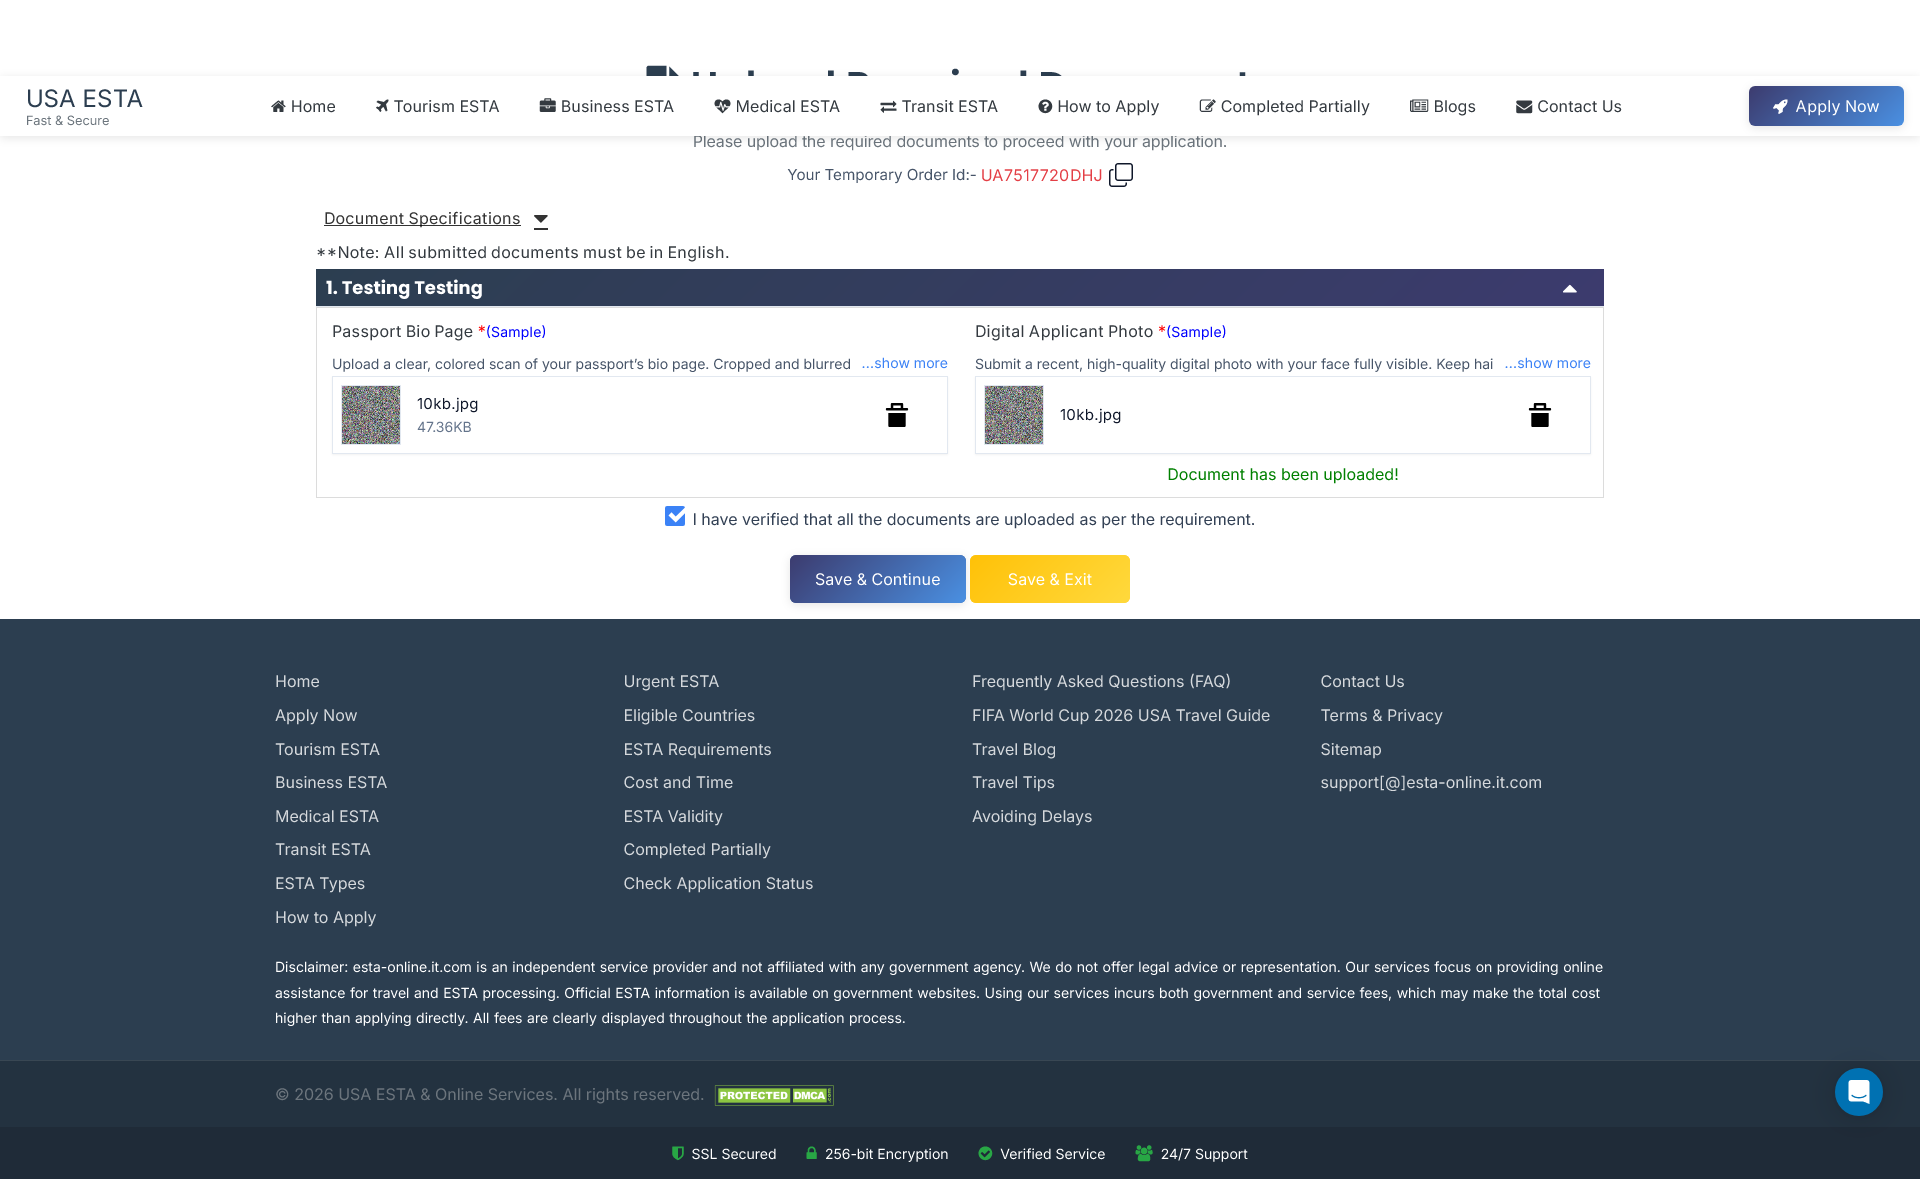 USA ESTA
Fast & Secure
Home
Tourism ESTA
Business ESTA
Medical ESTA
Transit ESTA
How to Apply
Completed Partially
Blogs
Contact Us
Apply Now
Please upload the required documents to proceed with your application.
Your Temporary Order Id:- UA7517720DHJ
Document Specifications
**Note: All submitted documents must be in English.
1. Testing Testing
Passport Bio Page *(Sample)
Upload a clear, colored scan of your passport's bio page. Cropped and blurred ...show more
10kb.jpg
47.36KB
Digital Applicant Photo *(Sample)
Submit a recent, high-quality digital photo with your face fully visible. Keep hai ...show more
10kb.jpg
Document has been uploaded!
I have verified that all the documents are uploaded as per the requirement.
Save & Continue
Save & Exit
Home
Apply Now
Tourism ESTA
Business ESTA
Medical ESTA
Transit ESTA
ESTA Types
How to Apply
Urgent ESTA
Eligible Countries
ESTA Requirements
Cost and Time
ESTA Validity
Completed Partially
Check Application Status
Frequently Asked Questions (FAQ)
FIFA World Cup 2026 USA Travel Guide
Travel Blog
Travel Tips
Avoiding Delays
Contact Us
Terms & Privacy
Sitemap
support[@]esta-online.it.com
Disclaimer: esta-online.it.com is an independent service provider and not affiliated with any government agency. We do not offer legal advice or representation. Our services focus on providing online
assistance for travel and ESTA processing. Official ESTA information is available on government websites. Using our services incurs both government and service fees, which may make the total cost
higher than applying directly. All fees are clearly displayed throughout the application process.
© 2026 USA ESTA & Online Services. All rights reserved.
PROTECTED DMCA.com
SSL Secured
256-bit Encryption
Verified Service
24/7 Support